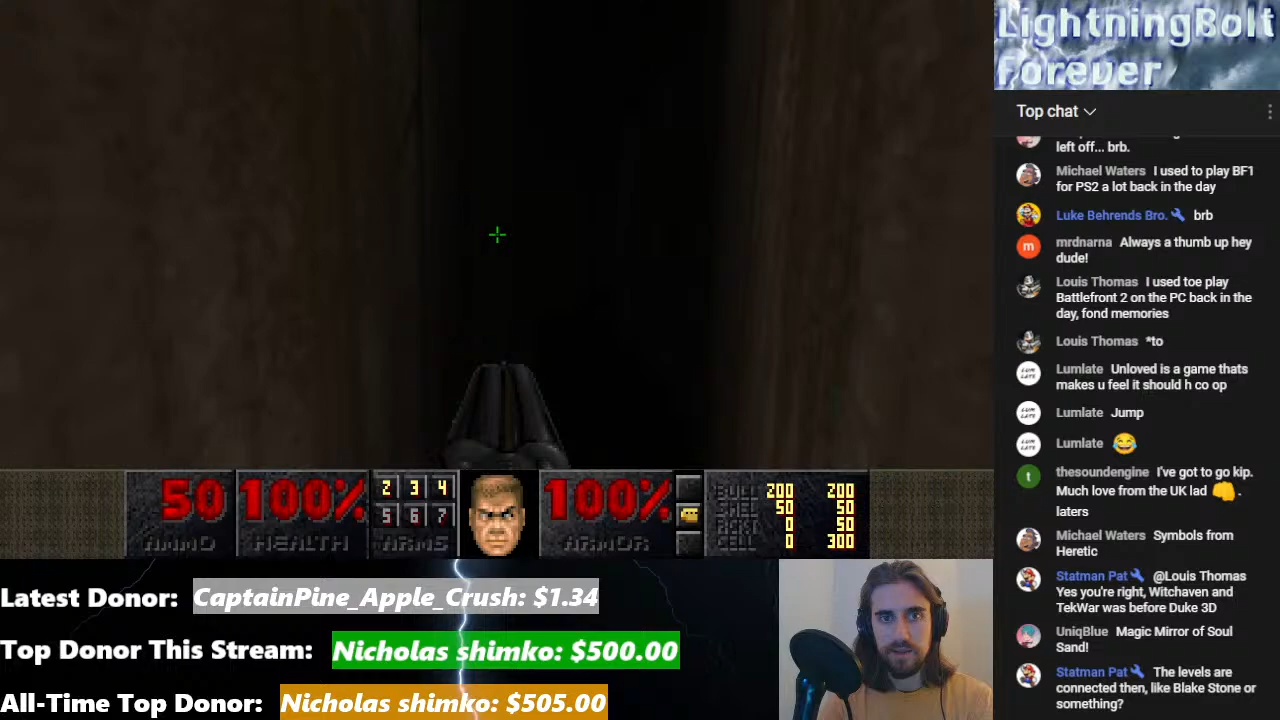 LightningBolt
Forever
Top chat
left off... brb.
Michael Waters I used to play BF1
for PS2 a lot back in the day
Luke Behrends Bro. brb
mrdnarna Always a thumb up hey
dude!
Louis Thomas I used toe play
Battlefront 2 on the PC back in the
day, fond memories
Louis Thomas *to
Lumlate Unloved is a game thats
makes u feel it should h co op
Lumlate Jump
Lumlate 😂
thesoundengine I've got to go kip.
Much love from the UK lad 👊.
laters
Michael Waters Symbols from
Heretic
Statman Pat @Louis Thomas
Yes you're right, Witchaven and
TekWar was before Duke 3D
UniqBlue Magic Mirror of Soul
Sand!
Statman Pat The levels are
connected then, like Blake Stone or
something?
50 100% 2 3 4 100%
5 6 7
AMMO HEALTH ARMS ARMOR
BULL 200 200
SHEL 50 50
RCKT 0 50
CELL 0 300
Latest Donor: CaptainPine_Apple_Crush: $1.34
Top Donor This Stream: Nicholas shimko: $500.00
All-Time Top Donor: Nicholas shimko: $505.00